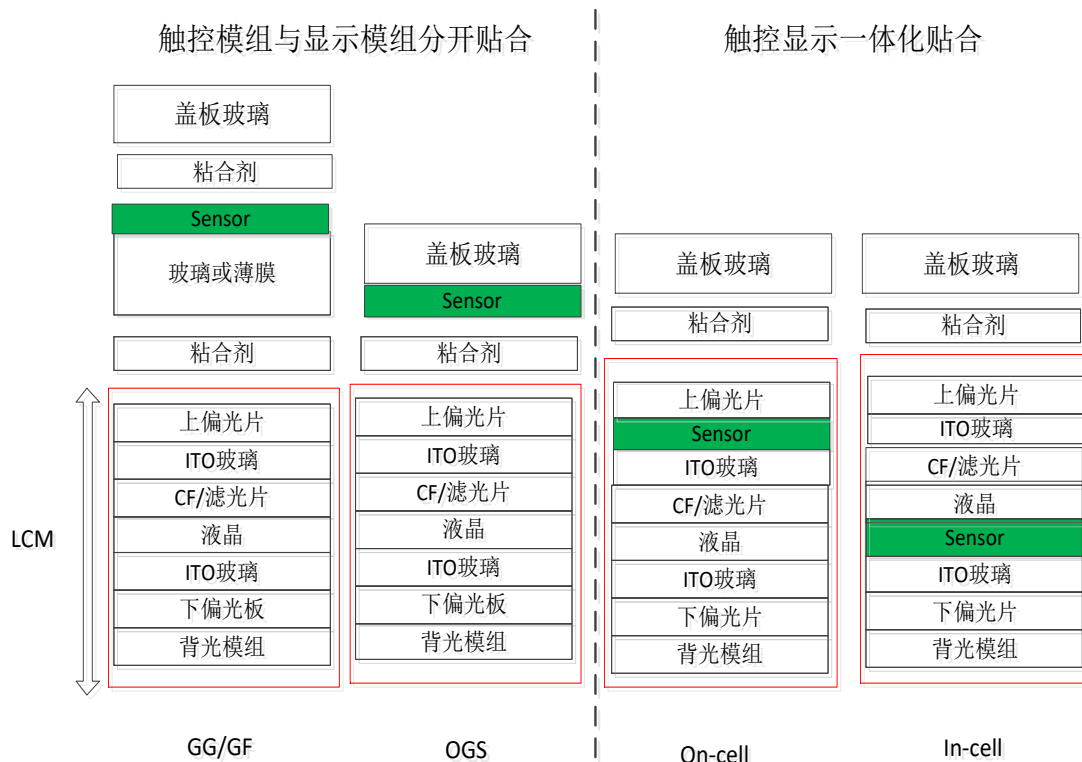 触控模组与显示模组分开贴合
触控显示一体化贴合
盖板玻璃
粘合剂
Sensor
玻璃或薄膜
粘合剂
上偏光片
ITO玻璃
CF/滤光片
液晶
ITO玻璃
下偏光板
背光模组
LCM
GG/GF
盖板玻璃
Sensor
粘合剂
上偏光片
ITO玻璃
CF/滤光片
液晶
ITO玻璃
下偏光板
背光模组
OGS
盖板玻璃
粘合剂
上偏光片
Sensor
ITO玻璃
CF/滤光片
液晶
ITO玻璃
下偏光片
背光模组
On-cell
盖板玻璃
粘合剂
上偏光片
ITO玻璃
CF/滤光片
液晶
Sensor
ITO玻璃
下偏光片
背光模组
In-cell